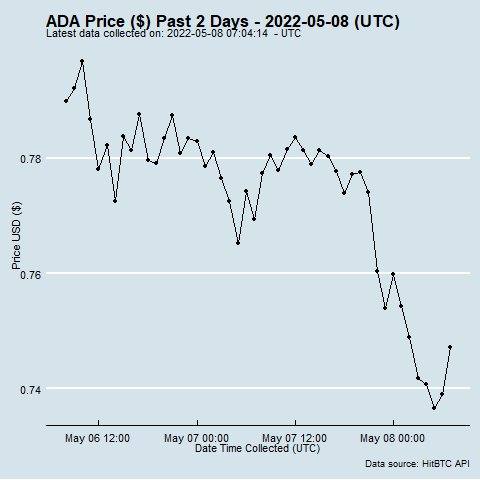 ADA Price ($) Past 2 Days - 2022-05-08 (UTC)
Latest data collected on: 2022-05-08 07:04:14 - UTC
0.78
0.76
0.74
Price USD ($)
May 06 12:00 May 07 00:00 May 07 12:00 May 08 00:00
Date Time Collected (UTC)
Data source: HitBTC API